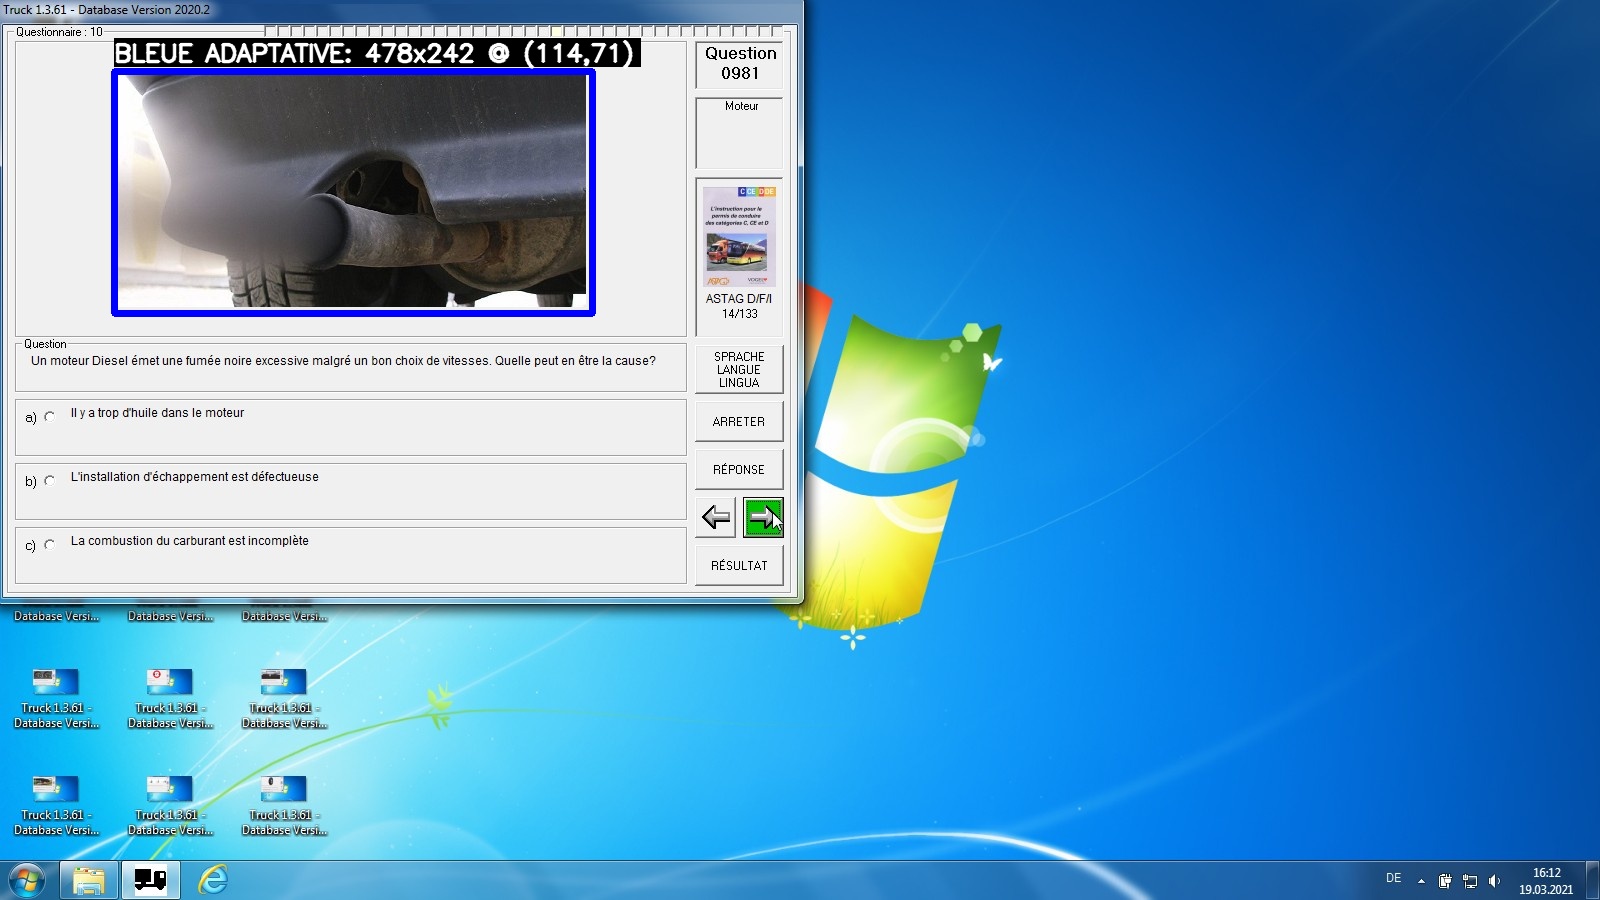 Truck 1.3.61 - Database Version 2020.2
Questionnaire : 10
BLEUE ADAPTATIVE: 478x242 @ (114,71)
Question
0981
Moteur
C CE D DE
L'instruction pour le
permis de conduire
des catégories C, CE et D
ASTAG D/F/I
14/133
Question
Un moteur Diesel émet une fumée noire excessive malgré un bon choix de vitesses. Quelle peut en être la cause?
SPRACHE
LANGUE
LINGUA
a) Il y a trop d'huile dans le moteur
ARRETER
b) L'installation d'échappement est défectueuse
RÉPONSE
c) La combustion du carburant est incomplète
RÉSULTAT
Database Versi...
Database Versi...
Database Versi...
Truck 1.3.61 -
Database Versi...
Truck 1.3.61 -
Database Versi...
Truck 1.3.61 -
Database Versi...
Truck 1.3.61 -
Database Versi...
Truck 1.3.61 -
Database Versi...
Truck 1.3.61 -
Database Versi...
DE
16:12
19.03.2021